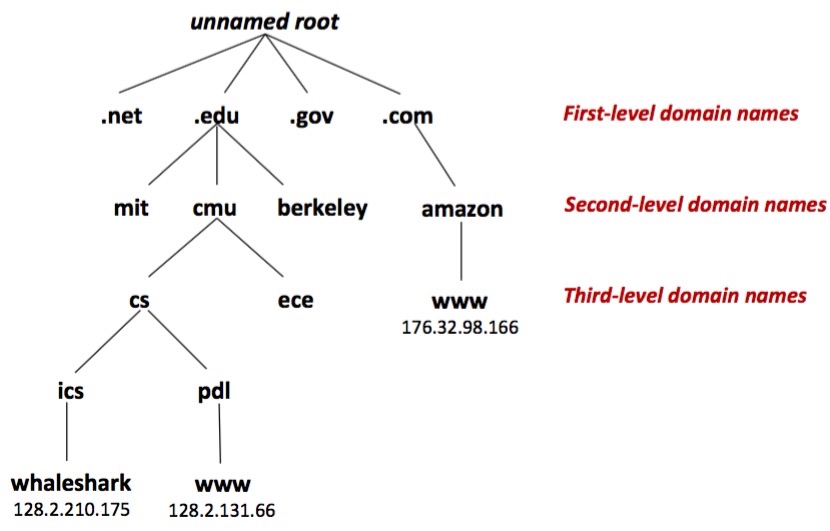 unnamed root
.net .edu .gov .com First-level domain names
mit cmu berkeley amazon Second-level domain names
cs ece www Third-level domain names
176.32.98.166
ics pdl
whaleshark www
128.2.210.175 128.2.131.66